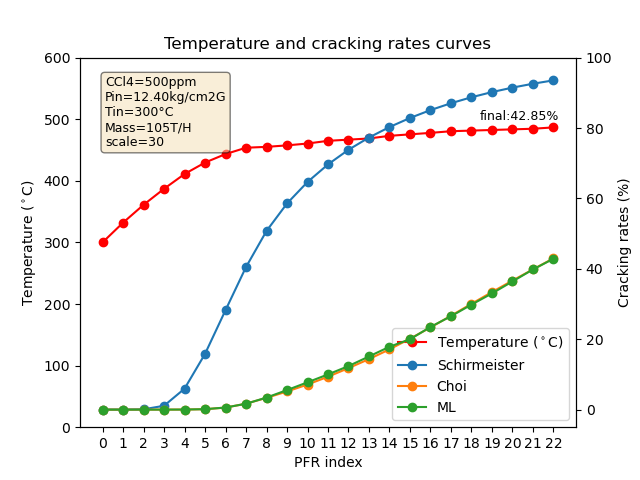 Temperature and cracking rates curves
CCl4=500ppm
Pin=12.40kg/cm2G
Tin=300°C
Mass=105T/H
scale=30
final:42.85%
600
500
400
300
200
100
0
Temperature (°C)
100
80
60
40
20
0
Cracking rates (%)
Temperature (°C)
Schirmeister
Choi
ML
0 1 2 3 4 5 6 7 8 9 10 11 12 13 14 15 16 17 18 19 20 21 22
PFR index